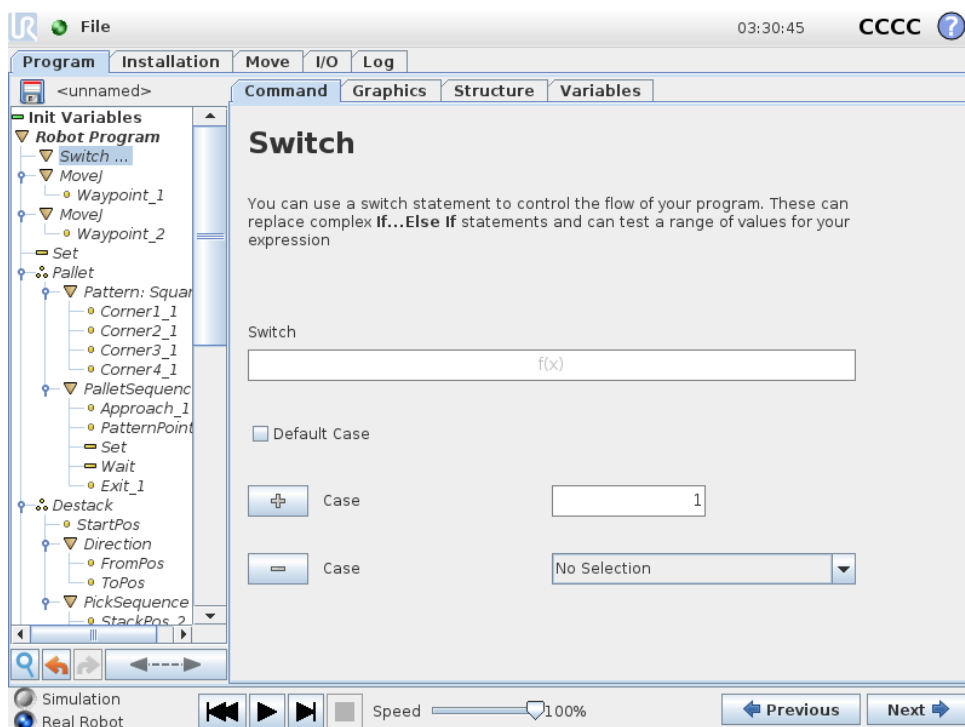 UR File 03:30:45 CCCC ?
Program Installation Move I/O Log
<unnamed> Command Graphics Structure Variables
Init Variables
Robot Program
Switch ...
MoveJ
Waypoint_1
MoveJ
Waypoint_2
Set
Pallet
Pattern: Squar
Corner1_1
Corner2_1
Corner3_1
Corner4_1
PalletSequenc
Approach_1
PatternPoint
Set
Wait
Exit_1
Destack
StartPos
Direction
FromPos
ToPos
PickSequence
StackPos_2
Switch
You can use a switch statement to control the flow of your program. These can
replace complex If...Else If statements and can test a range of values for your
expression
Switch
f(x)
Default Case
Case 1
Case No Selection
Simulation
Real Robot
Speed 100%
Previous Next